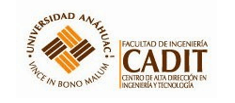 • UNIVERSIDAD ANÁHUAC •
VINCE IN BONO MALUM
FACULTAD DE INGENIERÍA
CADIT
CENTRO DE ALTA DIRECCIÓN EN
INGENIERÍA Y TECNOLOGÍA